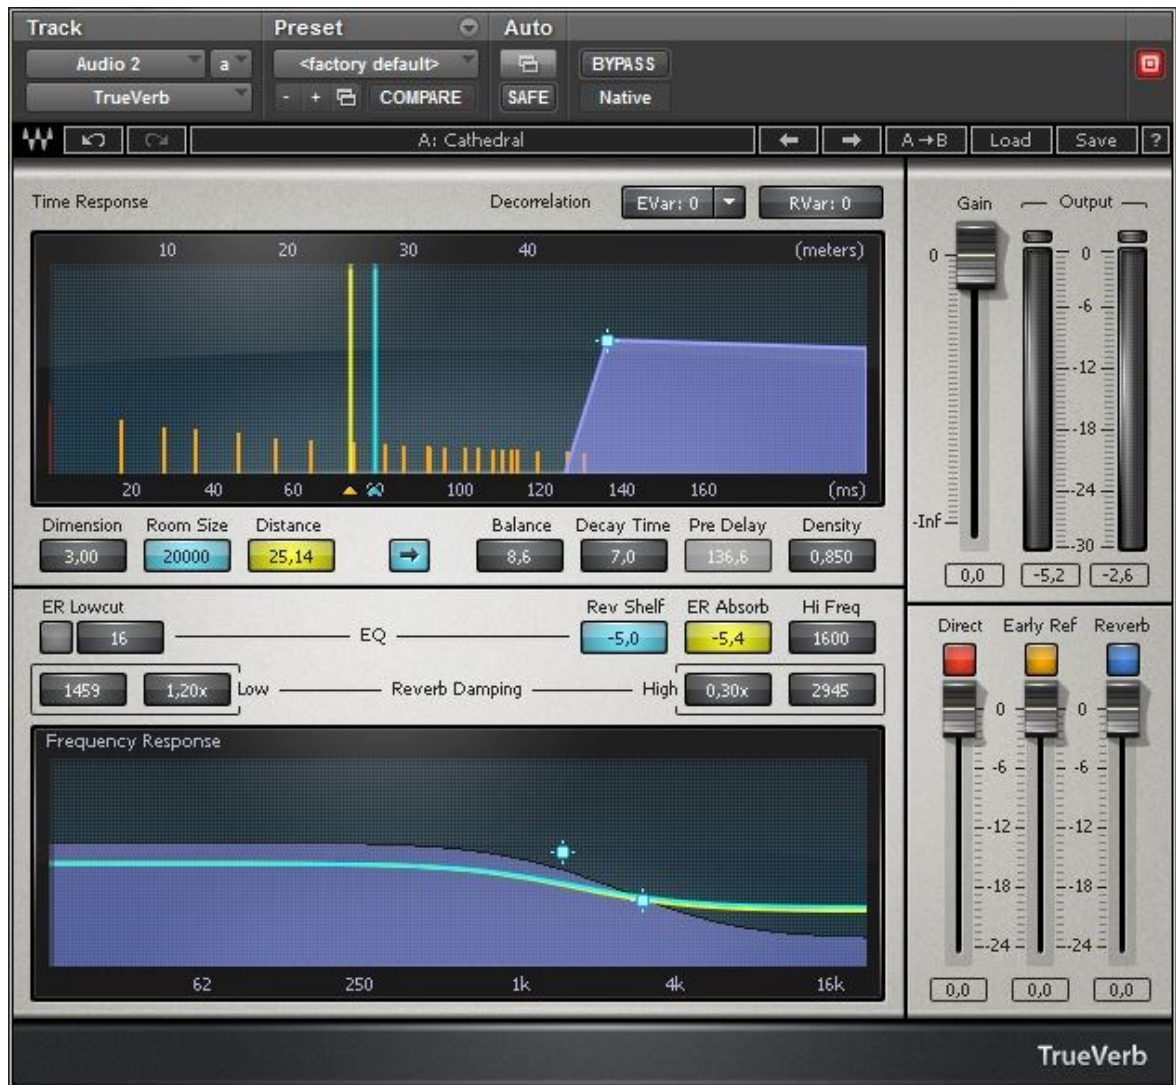 Track Preset Auto
Audio 2 a <factory default> BYPASS
TrueVerb - + COMPARE SAFE Native
A: Cathedral A→B Load Save ?
Time Response Decorrelation EVar: 0 RVar: 0
10 20 30 40 (meters)
20 40 60 80 100 120 140 160 (ms)
Dimension Room Size Distance Balance Decay Time Pre Delay Density
3,00 20000 25,14 8,6 7,0 136,6 0,850
Gain Output
0 0
-6
-12
-18
-24
-Inf -30
0,0 -5,2 -2,6
ER Lowcut Rev Shelf ER Absorb Hi Freq
16 EQ -5,0 -5,4 1600
1459 1,20x Low Reverb Damping High 0,30x 2945
Frequency Response
62 250 1k 4k 16k
Direct Early Ref Reverb
0 0
-6 -6
-12 -12
-18 -18
-24 -24
0,0 0,0 0,0
TrueVerb